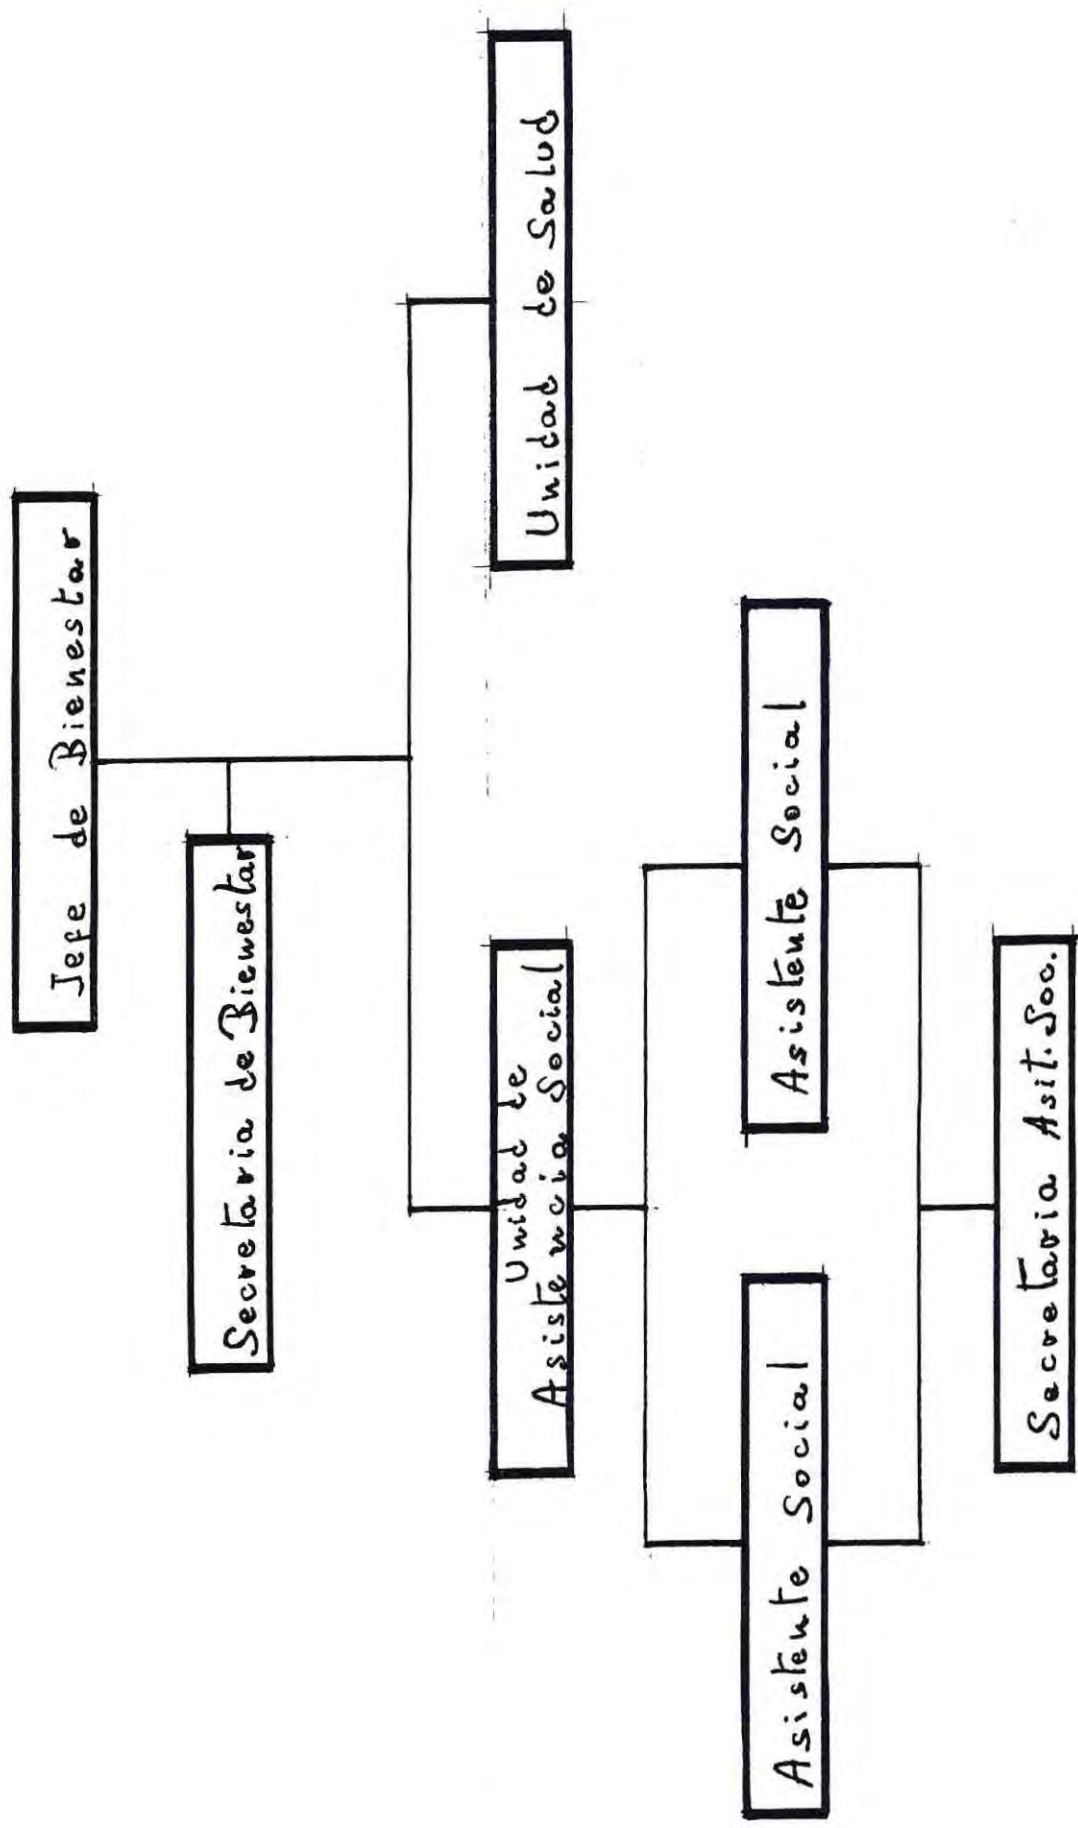 Jefe de Bienestar
Secretaria de Bienestar
Unidad de
Asistencia Social
Unidad de Salud
Asistente Social
Asistente Social
Secretaria Asit. Soc.